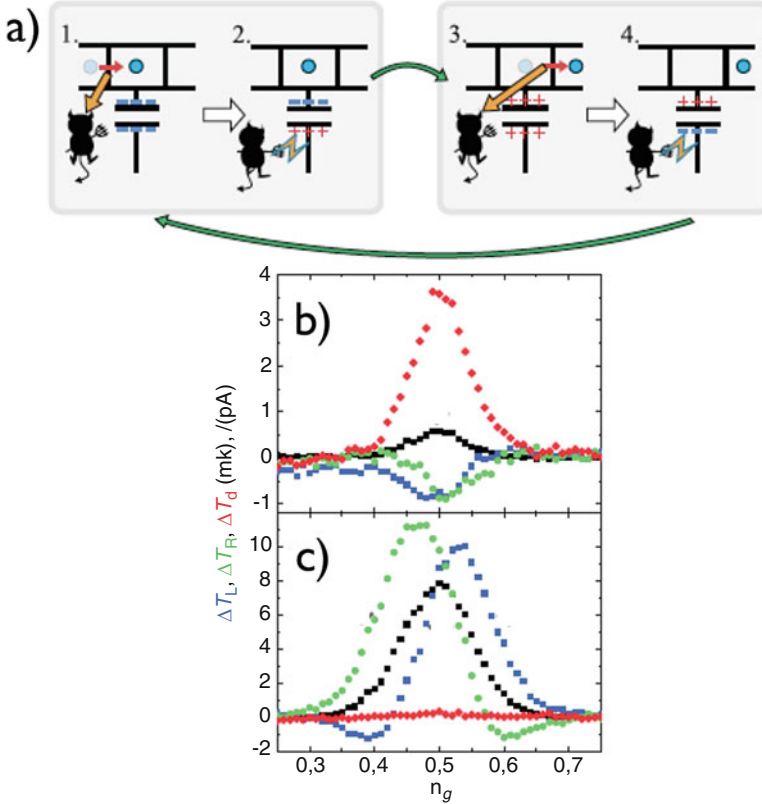 a)
1.
2.
3.
4.
b)
4
3
2
1
0
-1
c)
10
8
6
4
2
0
-2
ΔT_L, ΔT_R, ΔT_d (mk), /(pA)
0,3 0,4 0,5 0,6 0,7
n_g